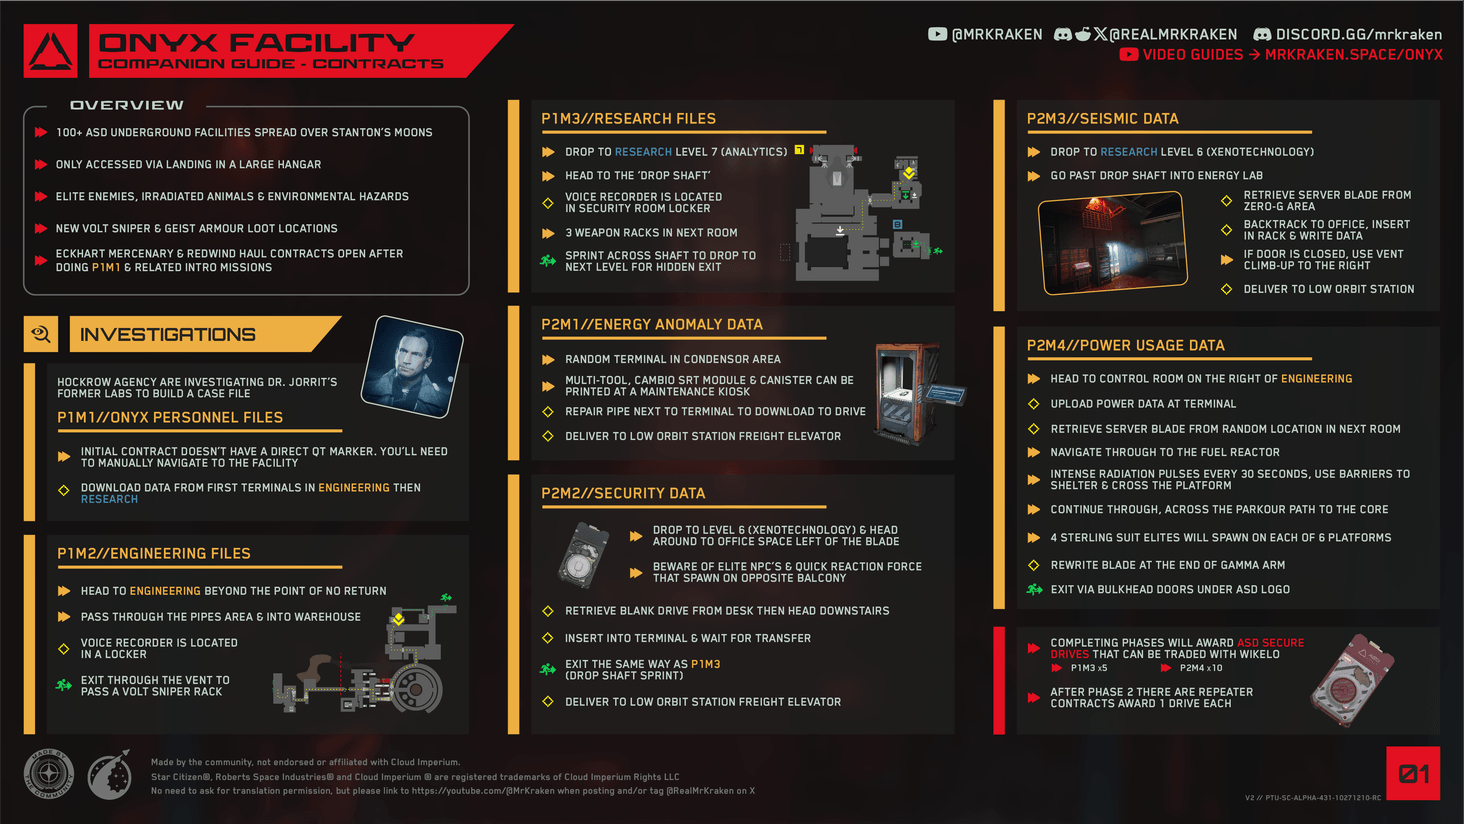 ONYX FACILITY
COMPANION GUIDE - CONTRACTS
@MRKRAKEN @REALMRKRAKEN DISCORD.GG/mrkraken
VIDEO GUIDES → MRKRAKEN.SPACE/ONYX
OVERVIEW
100+ ASD UNDERGROUND FACILITIES SPREAD OVER STANTON'S MOONS
ONLY ACCESSED VIA LANDING IN A LARGE HANGAR
ELITE ENEMIES, IRRADIATED ANIMALS & ENVIRONMENTAL HAZARDS
NEW VOLT SNIPER & GEIST ARMOUR LOOT LOCATIONS
ECKHART MERCENARY & REDWIND HAUL CONTRACTS OPEN AFTER
DOING P1M1 & RELATED INTRO MISSIONS
INVESTIGATIONS
HOCKROW AGENCY ARE INVESTIGATING DR. JORRIT'S
FORMER LABS TO BUILD A CASE FILE
P1M1//ONYX PERSONNEL FILES
INITIAL CONTRACT DOESN'T HAVE A DIRECT QT MARKER. YOU'LL NEED
TO MANUALLY NAVIGATE TO THE FACILITY
DOWNLOAD DATA FROM FIRST TERMINALS IN ENGINEERING THEN
RESEARCH
P1M2//ENGINEERING FILES
HEAD TO ENGINEERING BEYOND THE POINT OF NO RETURN
PASS THROUGH THE PIPES AREA & INTO WAREHOUSE
VOICE RECORDER IS LOCATED
IN A LOCKER
EXIT THROUGH THE VENT TO
PASS A VOLT SNIPER RACK
P1M3//RESEARCH FILES
DROP TO RESEARCH LEVEL 7 (ANALYTICS)
HEAD TO THE 'DROP SHAFT'
VOICE RECORDER IS LOCATED
IN SECURITY ROOM LOCKER
3 WEAPON RACKS IN NEXT ROOM
SPRINT ACROSS SHAFT TO DROP TO
NEXT LEVEL FOR HIDDEN EXIT
P2M1//ENERGY ANOMALY DATA
RANDOM TERMINAL IN CONDENSOR AREA
MULTI-TOOL, CAMBIO SRT MODULE & CANISTER CAN BE
PRINTED AT A MAINTENANCE KIOSK
REPAIR PIPE NEXT TO TERMINAL TO DOWNLOAD TO DRIVE
DELIVER TO LOW ORBIT STATION FREIGHT ELEVATOR
P2M2//SECURITY DATA
DROP TO LEVEL 6 (XENOTECHNOLOGY) & HEAD
AROUND TO OFFICE SPACE LEFT OF THE BLADE
BEWARE OF ELITE NPC'S & QUICK REACTION FORCE
THAT SPAWN ON OPPOSITE BALCONY
RETRIEVE BLANK DRIVE FROM DESK THEN HEAD DOWNSTAIRS
INSERT INTO TERMINAL & WAIT FOR TRANSFER
EXIT THE SAME WAY AS P1M3
(DROP SHAFT SPRINT)
DELIVER TO LOW ORBIT STATION FREIGHT ELEVATOR
P2M3//SEISMIC DATA
DROP TO RESEARCH LEVEL 6 (XENOTECHNOLOGY)
GO PAST DROP SHAFT INTO ENERGY LAB
RETRIEVE SERVER BLADE FROM
ZERO-G AREA
BACKTRACK TO OFFICE, INSERT
IN RACK & WRITE DATA
IF DOOR IS CLOSED, USE VENT
CLIMB-UP TO THE RIGHT
DELIVER TO LOW ORBIT STATION
P2M4//POWER USAGE DATA
HEAD TO CONTROL ROOM ON THE RIGHT OF ENGINEERING
UPLOAD POWER DATA AT TERMINAL
RETRIEVE SERVER BLADE FROM RANDOM LOCATION IN NEXT ROOM
NAVIGATE THROUGH TO THE FUEL REACTOR
INTENSE RADIATION PULSES EVERY 30 SECONDS, USE BARRIERS TO
SHELTER & CROSS THE PLATFORM
CONTINUE THROUGH, ACROSS THE PARKOUR PATH TO THE CORE
4 STERLING SUIT ELITES WILL SPAWN ON EACH OF 6 PLATFORMS
REWRITE BLADE AT THE END OF GAMMA ARM
EXIT VIA BULKHEAD DOORS UNDER ASD LOGO
COMPLETING PHASES WILL AWARD ASD SECURE
DRIVES THAT CAN BE TRADED WITH WIKELO
P1M3 x5 P2M4 x10
AFTER PHASE 2 THERE ARE REPEATER
CONTRACTS AWARD 1 DRIVE EACH
MADE BY
THE COMMUNITY
Made by the community, not endorsed or affiliated with Cloud Imperium.
Star Citizen®, Roberts Space Industries® and Cloud Imperium ® are registered trademarks of Cloud Imperium Rights LLC
No need to ask for translation permission, but please link to https://youtube.com/@MrKraken when posting and/or tag @RealMrKraken on X
V2 // PTU-SC-ALPHA-431-10271210-RC
01